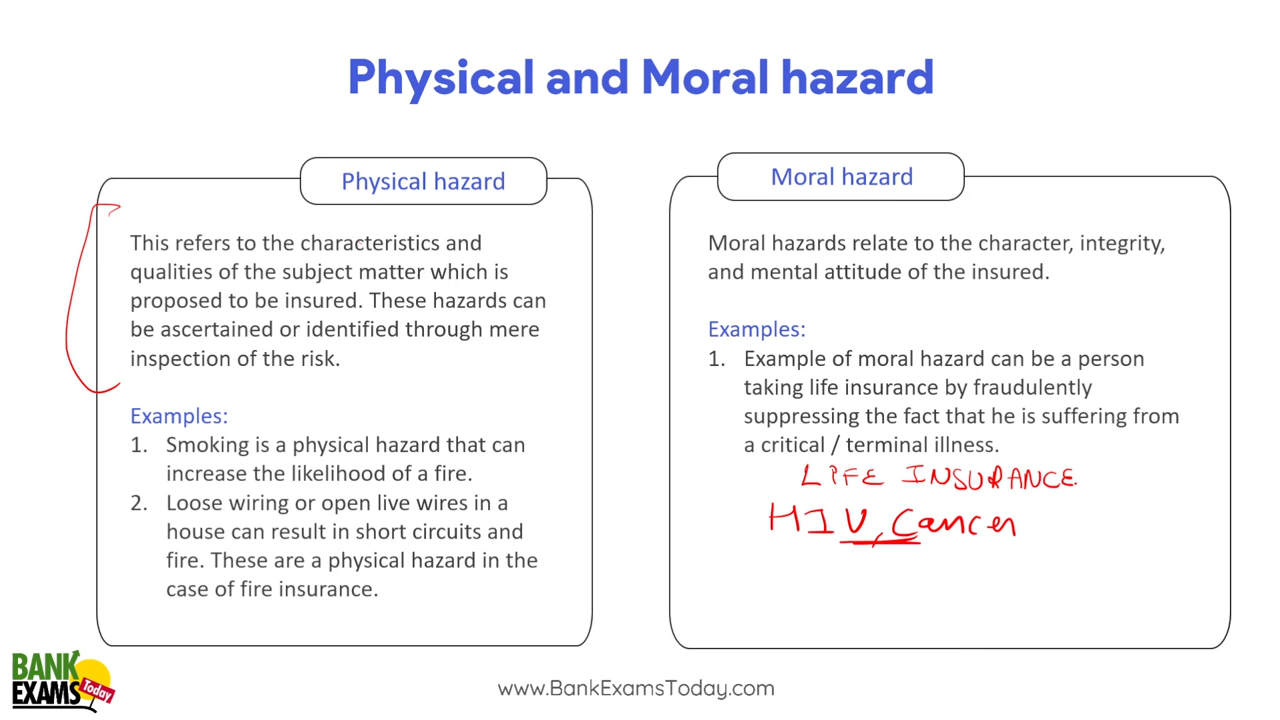 Physical and Moral hazard
Physical hazard
This refers to the characteristics and
qualities of the subject matter which is
proposed to be insured. These hazards can
be ascertained or identified through mere
inspection of the risk.
Examples:
1. Smoking is a physical hazard that can
increase the likelihood of a fire.
2. Loose wiring or open live wires in a
house can result in short circuits and
fire. These are a physical hazard in the
case of fire insurance.
Moral hazard
Moral hazards relate to the character, integrity,
and mental attitude of the insured.
Examples:
1. Example of moral hazard can be a person
taking life insurance by fraudulently
suppressing the fact that he is suffering from
a critical / terminal illness.
LIFE INSURANCE.
HIV, Cancer
BANK
EXAMS
Today
www.BankExamsToday.com